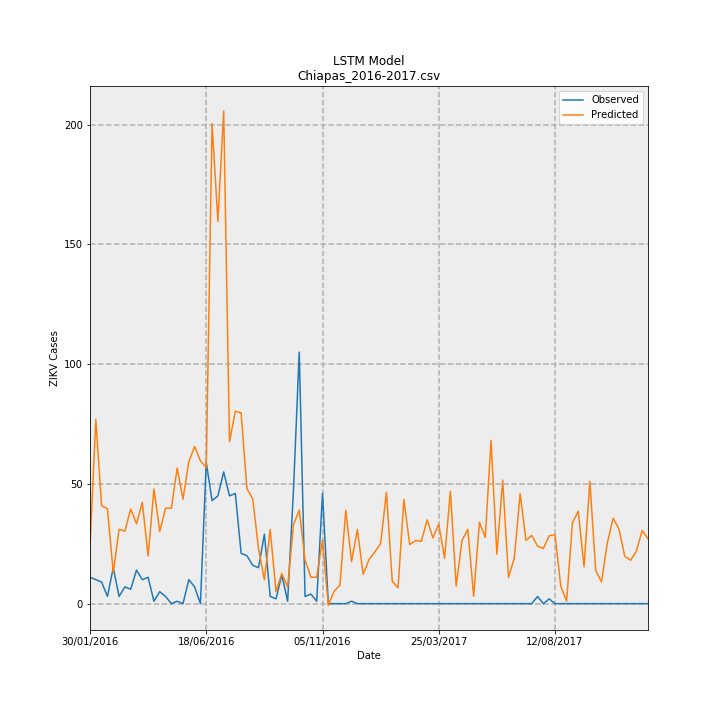 LSTM Model
Chiapas_2016-2017.csv
Observed
Predicted
200
150
100
50
0
ZIKV Cases
30/01/2016
18/06/2016
05/11/2016
25/03/2017
12/08/2017
Date